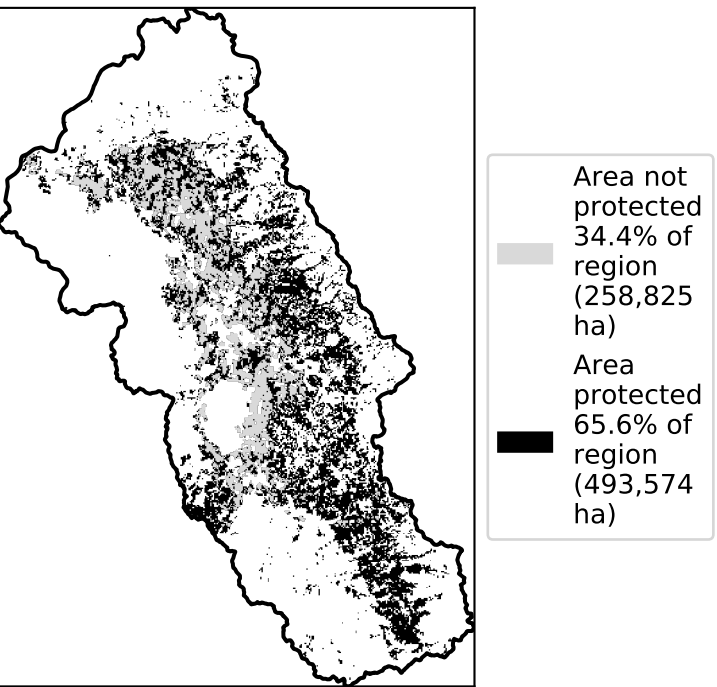 Area not
protected
34.4% of
region
(258,825
ha)
Area
protected
65.6% of
region
(493,574
ha)